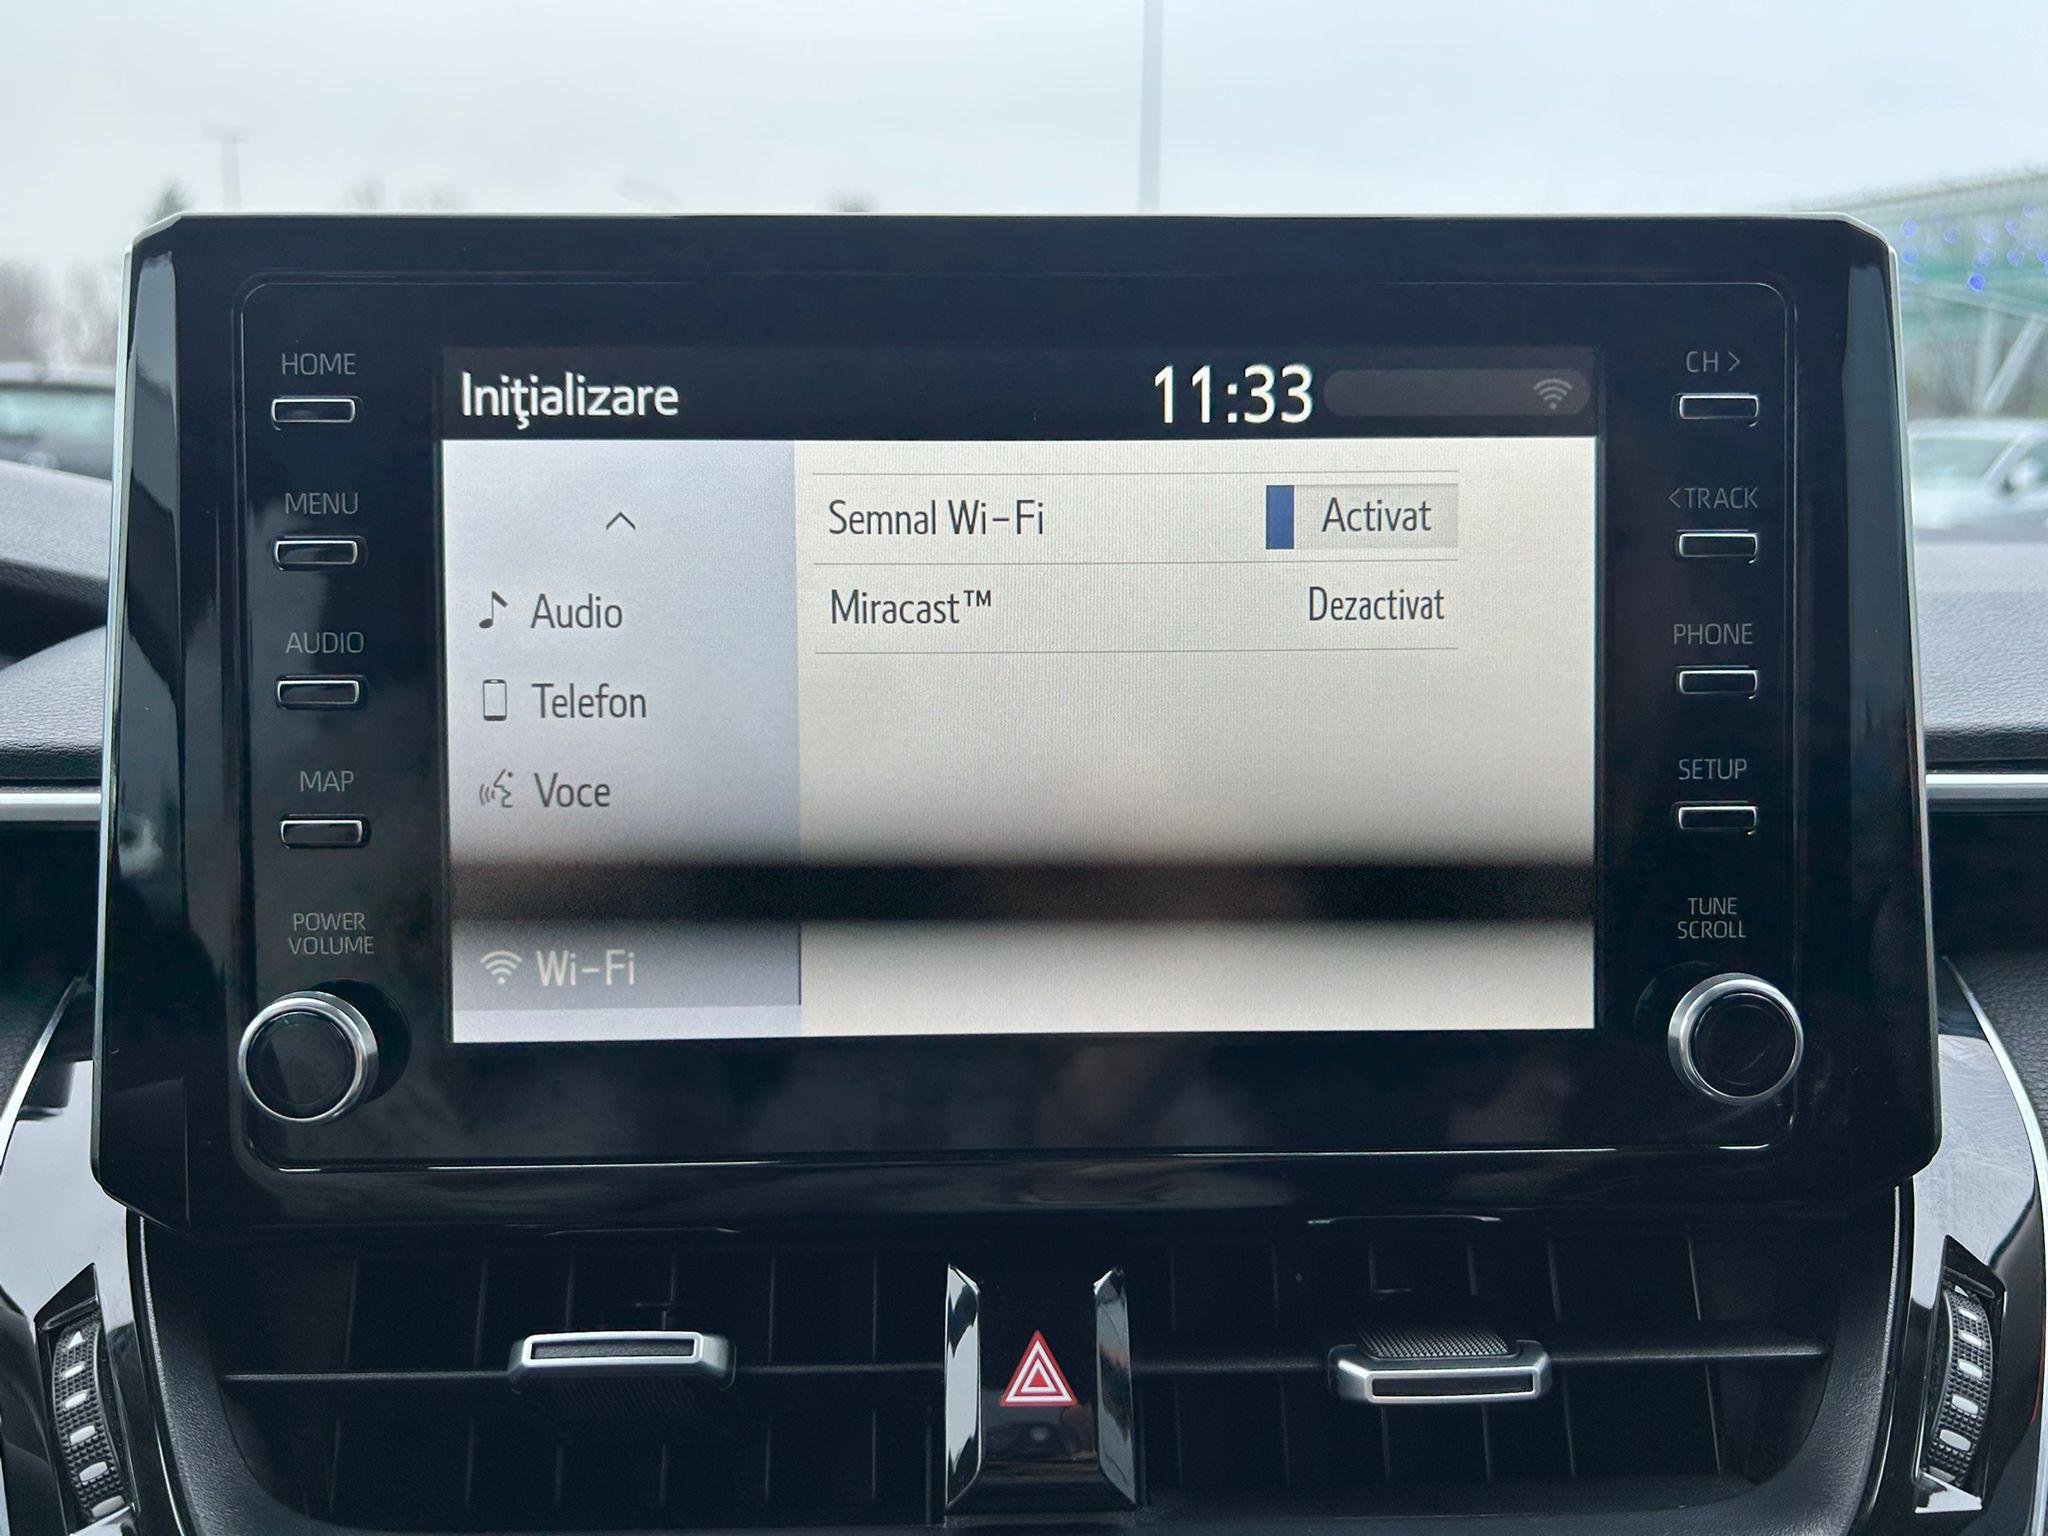 HOME
MENU
AUDIO
MAP
POWER
VOLUME
Iniţializare
11:33
Audio
Telefon
Voce
Wi-Fi
Semnal Wi-Fi Activat
Miracast™ Dezactivat
CH >
<TRACK
PHONE
SETUP
TUNE
SCROLL